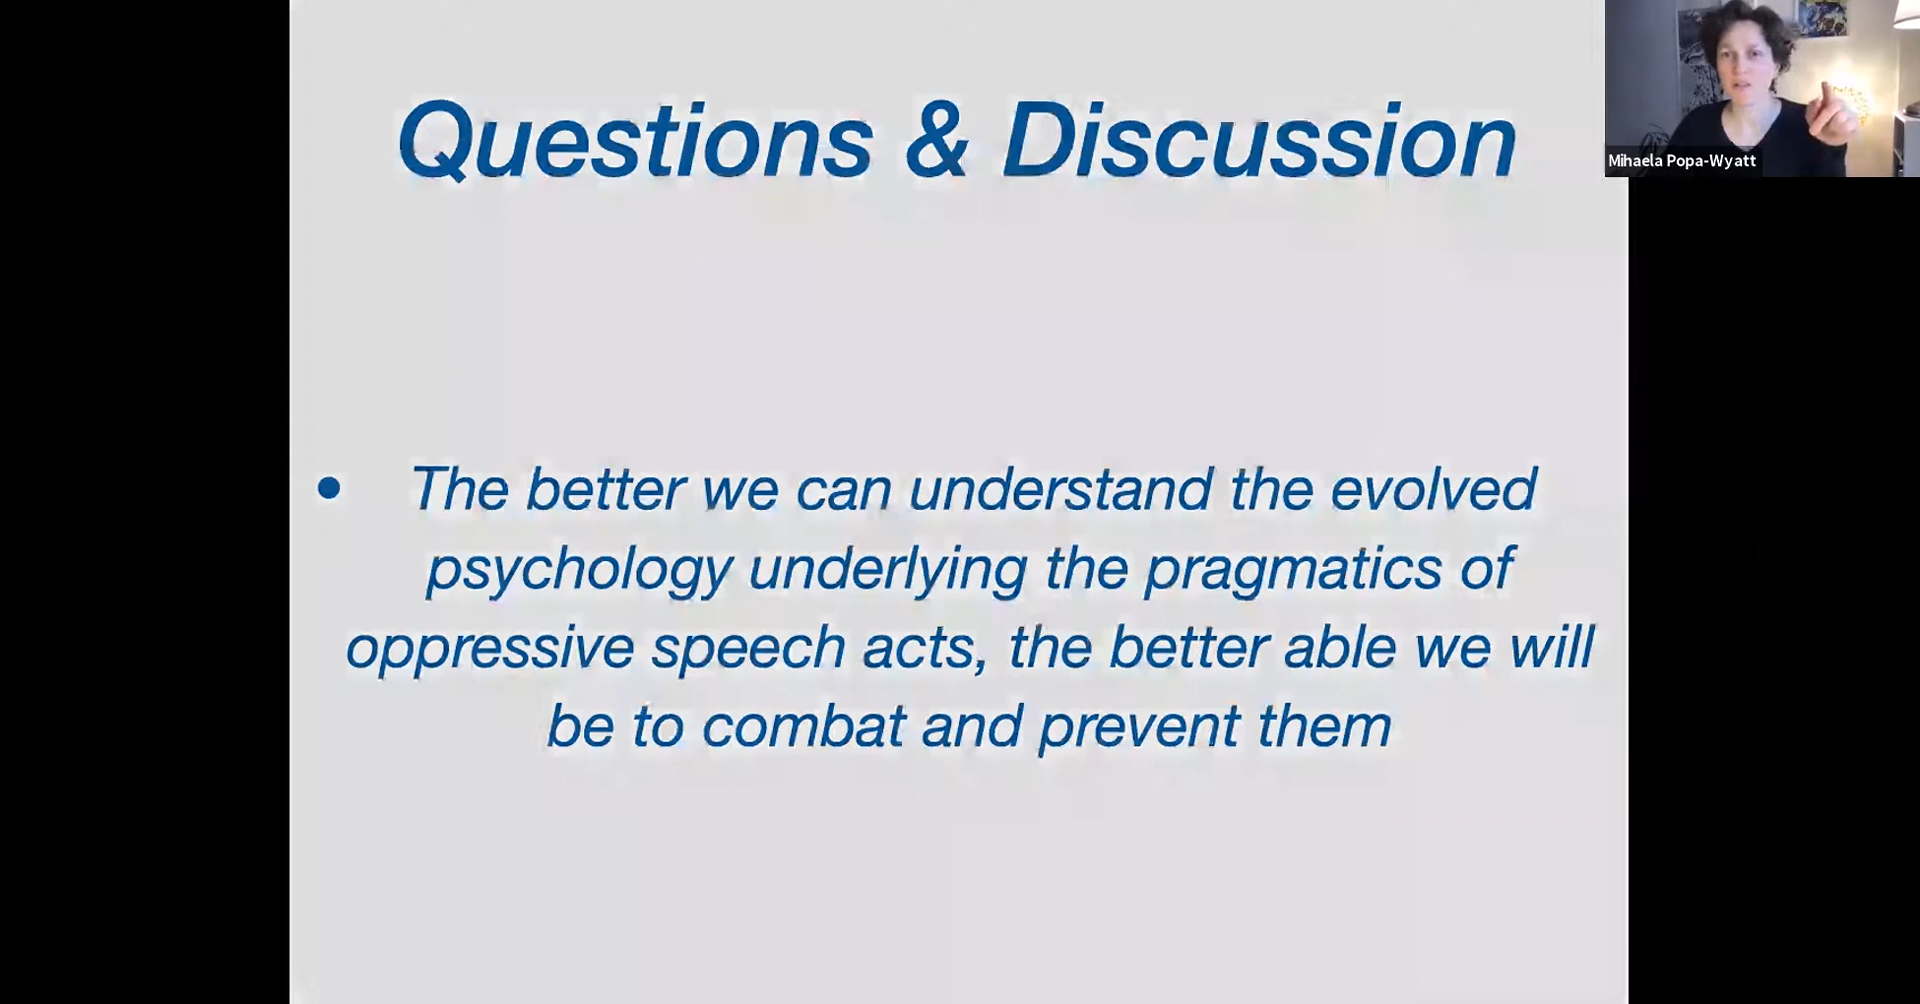 Questions & Discussion
Mihaela Popa-Wyatt
• The better we can understand the evolved
psychology underlying the pragmatics of
oppressive speech acts, the better able we will
be to combat and prevent them